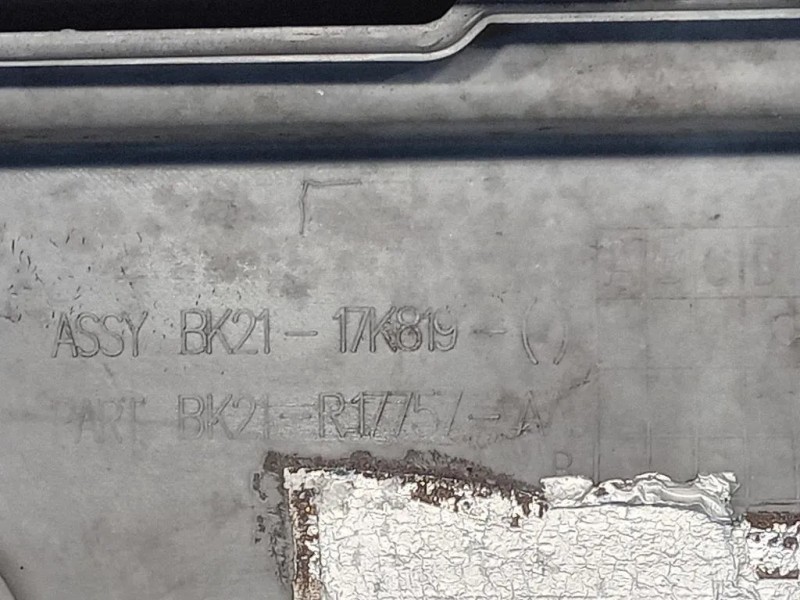 ASSY BK21-17K819-( )
PART BK21-R17757-A